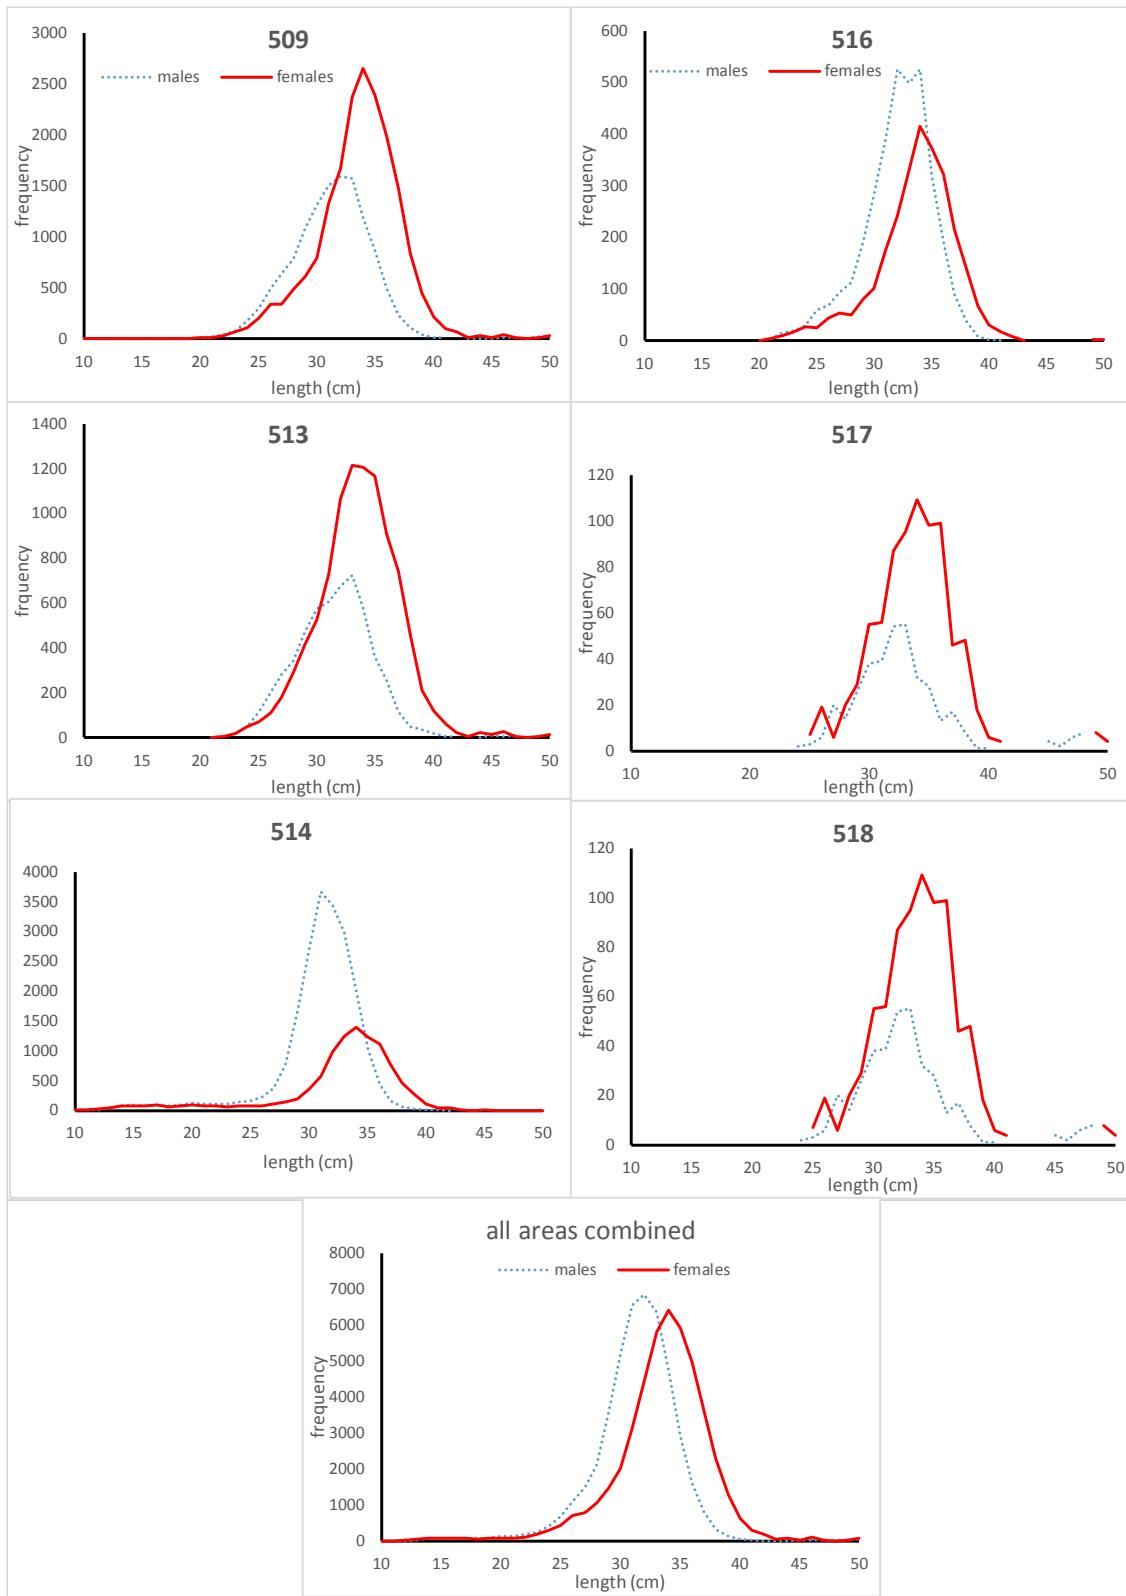 509
males females
3000
2500
2000
1500
1000
500
0
frequency
10 15 20 25 30 35 40 45 50
length (cm)
516
males females
600
500
400
300
200
100
0
frequency
10 15 20 25 30 35 40 45 50
length (cm)
513
1400
1200
1000
800
600
400
200
0
frquency
10 15 20 25 30 35 40 45 50
length (cm)
517
120
100
80
60
40
20
0
frequency
10 20 30 40 50
length (cm)
514
4000
3500
3000
2500
2000
1500
1000
500
0
10 15 20 25 30 35 40 45 50
length (cm)
518
120
100
80
60
40
20
0
frequency
10 15 20 25 30 35 40 45 50
length (cm)
all areas combined
males females
8000
7000
6000
5000
4000
3000
2000
1000
0
frequency
10 15 20 25 30 35 40 45 50
length (cm)